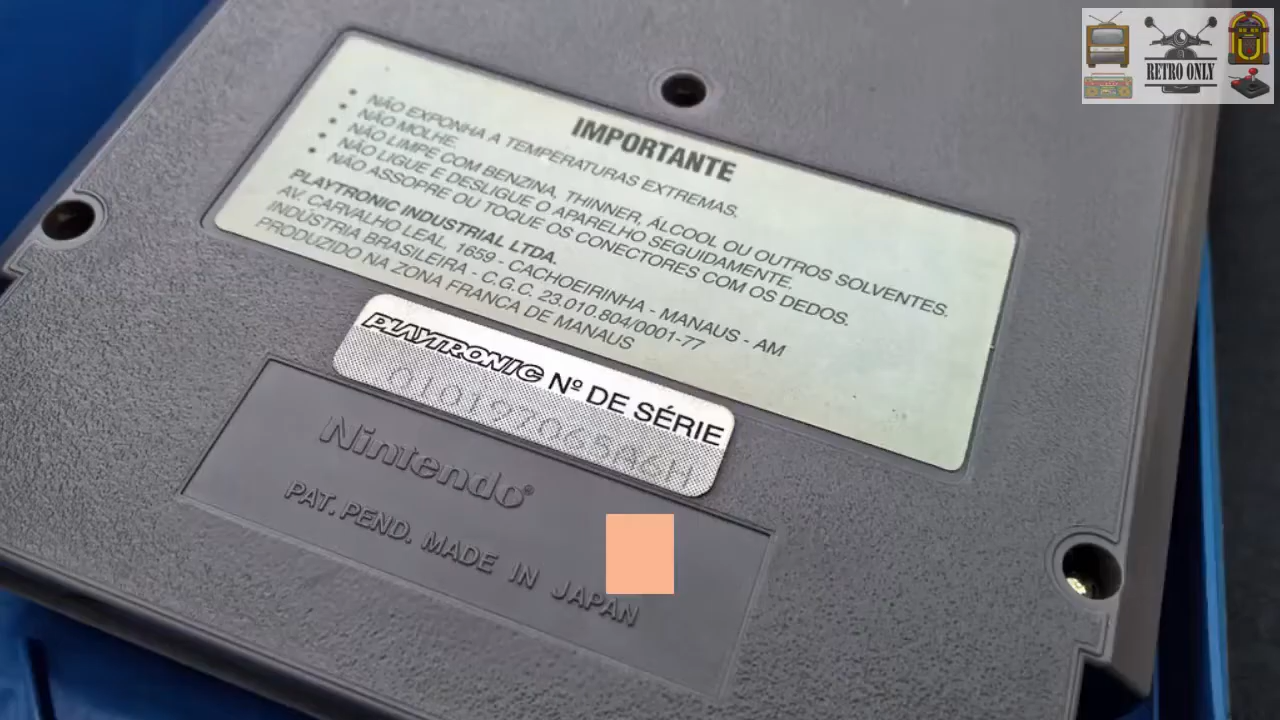 RETRO ONLY
IMPORTANTE
• NÃO EXPONHA A TEMPERATURAS EXTREMAS.
• NÃO MOLHE.
• NÃO LIMPE COM BENZINA, THINNER, ÁLCOOL OU OUTROS SOLVENTES.
• NÃO LIGUE E DESLIGUE O APARELHO SEGUIDAMENTE.
NÃO ASSOPRE OU TOQUE OS CONECTORES COM OS DEDOS.
PLAYTRONIC INDUSTRIAL LTDA.
AV. CARVALHO LEAL, 1659 - CACHOEIRINHA - MANAUS - AM
INDÚSTRIA BRASILEIRA - C.G.C. 23.010.804/0001-77
PRODUZIDO NA ZONA FRANCA DE MANAUS
PLAYTRONIC Nº DE SÉRIE
010197065A6H
Nintendo®
PAT. PEND. MADE IN JAPAN